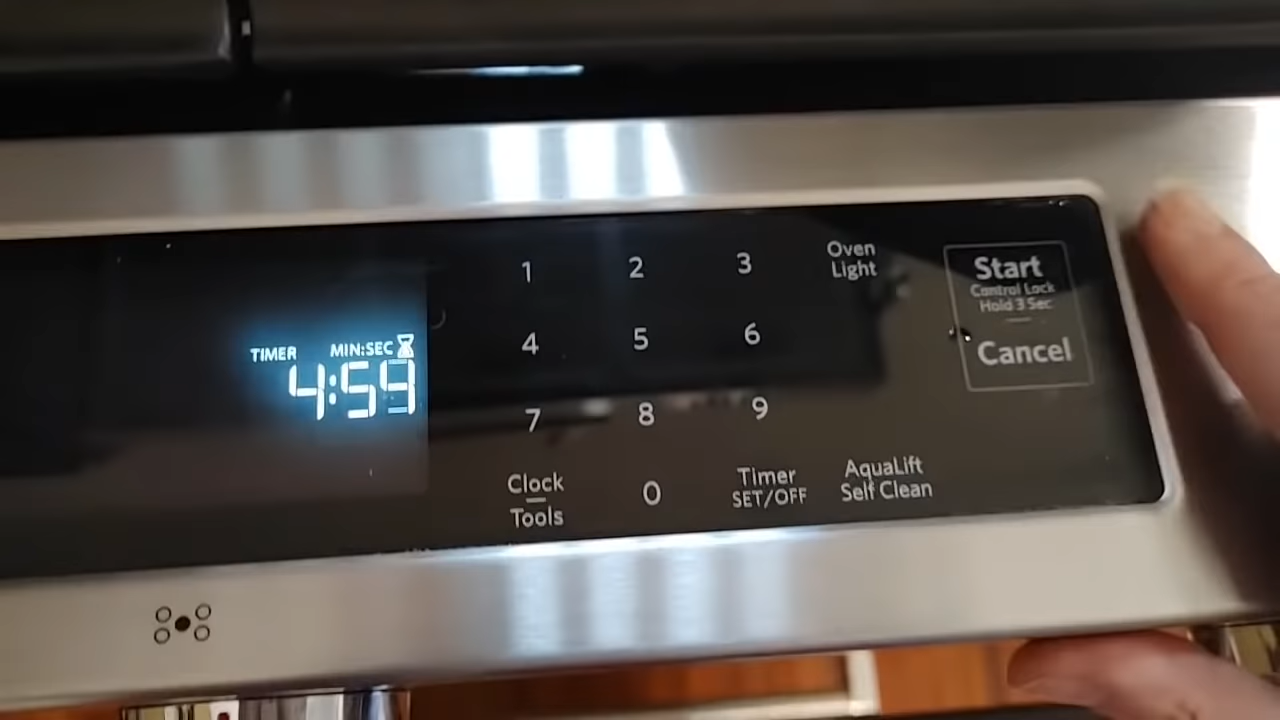 TIMER MIN:SEC
4:59
1 2 3
4 5 6
7 8 9
0
Clock
Tools
Timer
SET/OFF
Oven
Light
AquaLift
Self Clean
Start
Control Lock
Hold 3 Sec
Cancel